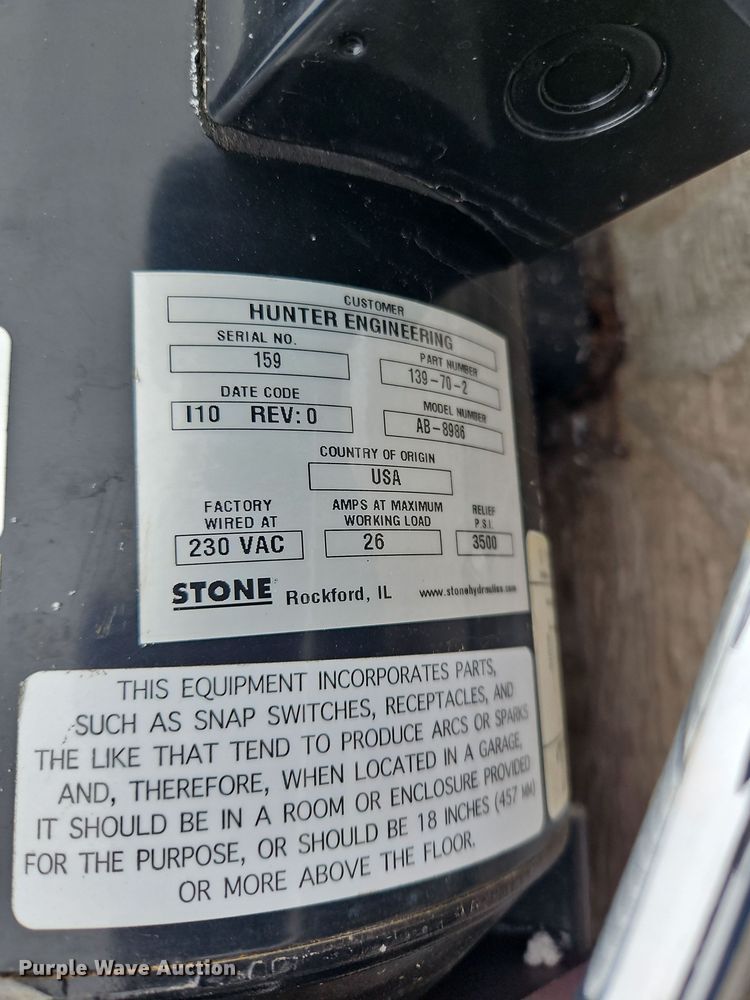 CUSTOMER
HUNTER ENGINEERING
SERIAL NO.
159
PART NUMBER
139-70-2
DATE CODE
I10 REV: 0
MODEL NUMBER
AB-8986
COUNTRY OF ORIGIN
USA
FACTORY
WIRED AT
230 VAC
AMPS AT MAXIMUM
WORKING LOAD
26
RELIEF
P.S.I.
3500
STONE Rockford, IL www.stonehydraulics.com
THIS EQUIPMENT INCORPORATES PARTS,
SUCH AS SNAP SWITCHES, RECEPTACLES, AND
THE LIKE THAT TEND TO PRODUCE ARCS OR SPARKS
AND, THEREFORE, WHEN LOCATED IN A GARAGE,
IT SHOULD BE IN A ROOM OR ENCLOSURE PROVIDED
FOR THE PURPOSE, OR SHOULD BE 18 INCHES (457 MM)
OR MORE ABOVE THE FLOOR.
Purple Wave Auction